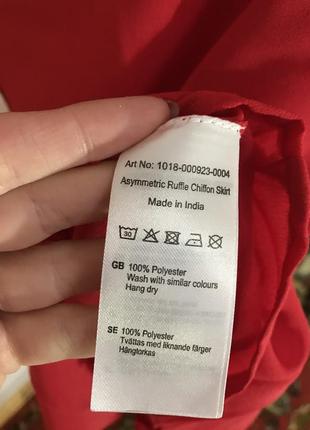 Art No: 1018-000923-0004
Asymmetric Ruffle Chiffon Skirt
Made in India
30
GB 100% Polyester
Wash with similar colours
Hang dry
SE 100% Polyester
Tvättas med liknande färger
Hängtorkas